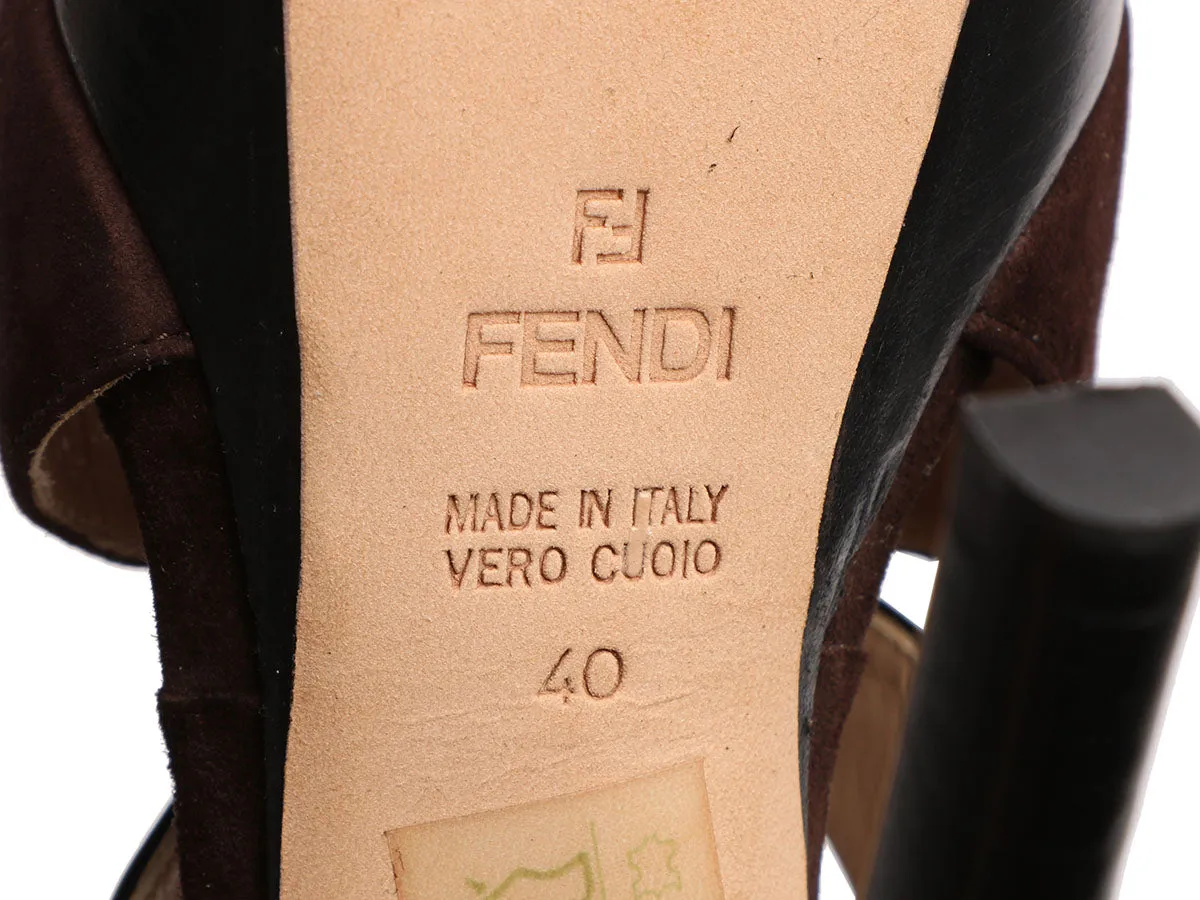 FF
FENDI
MADE IN ITALY
VERO CUOIO
40